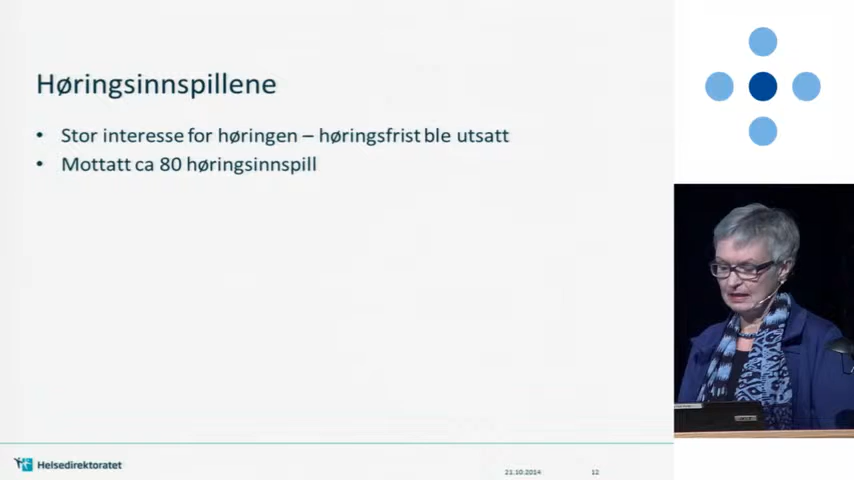 Høringsinnspillene
• Stor interesse for høringen – høringsfrist ble utsatt
• Mottatt ca 80 høringsinnspill
Helsedirektoratet
21.10.2014
12